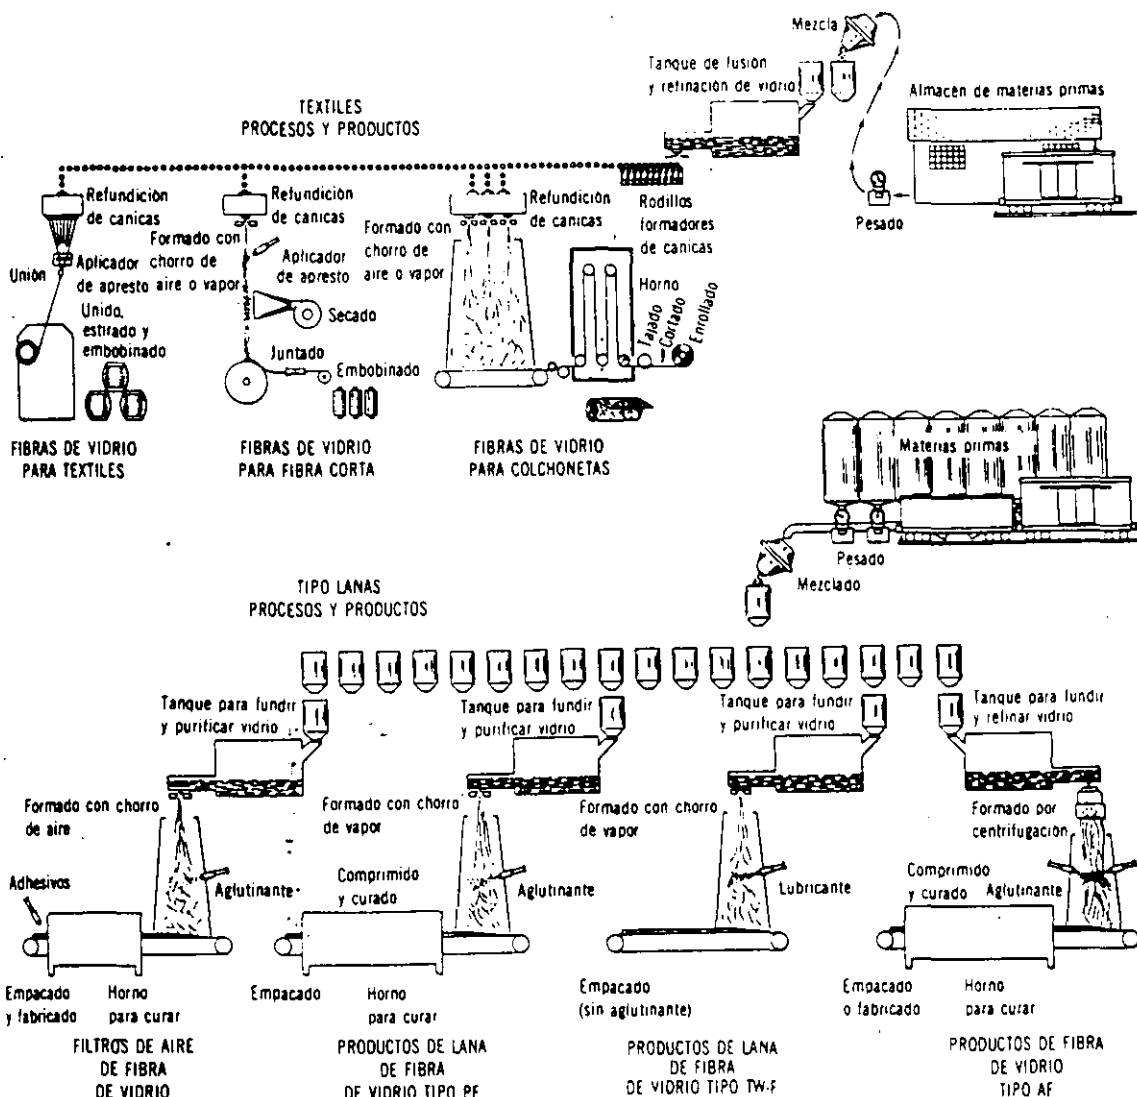 Mezcla
Tanque de fusión
y refinación de vidrio
Almacén de materias primas
TEXTILES
PROCESOS Y PRODUCTOS
Pesado
Refundición
de canicas
Refundición
de canicas
Refundición
de canicas
Rodillos
formadores
de canicas
Unión
Aplicador
de apresto
Unido,
estirado y
embobinado
Formado con
chorro de
aire o vapor
Aplicador
de apresto
Secado
Juntado
Embobinado
Formado con
chorro de
aire o vapor
Horno
Tajado
Cortado
Enrollado
FIBRAS DE VIDRIO
PARA TEXTILES
FIBRAS DE VIDRIO
PARA FIBRA CORTA
FIBRAS DE VIDRIO
PARA COLCHONETAS
Materias primas
Pesado
Mezclado
TIPO LANAS
PROCESOS Y PRODUCTOS
Tanque para fundir
y purificar vidrio
Tanque para fundir
y purificar vidrio
Tanque para fundir
y purificar vidrio
Tanque para fundir
y refinar vidrio
Formado con chorro
de aire
Formado con chorro
de vapor
Formado con chorro
de vapor
Formado por
centrifugación
Adhesivos
Aglutinante
Comprimido
y curado
Aglutinante
Lubricante
Comprimido
y curado
Aglutinante
Empacado
y fabricado
Horno
para curar
Empacado
Horno
para curar
Empacado
(sin aglutinante)
Empacado
o fabricado
Horno
para curar
FILTROS DE AIRE
DE FIBRA
DE VIDRIO
PRODUCTOS DE LANA
DE FIBRA
DE VIDRIO TIPO PF
PRODUCTOS DE LANA
DE FIBRA
DE VIDRIO TIPO TW-F
PRODUCTOS DE FIBRA
DE VIDRIO
TIPO AF